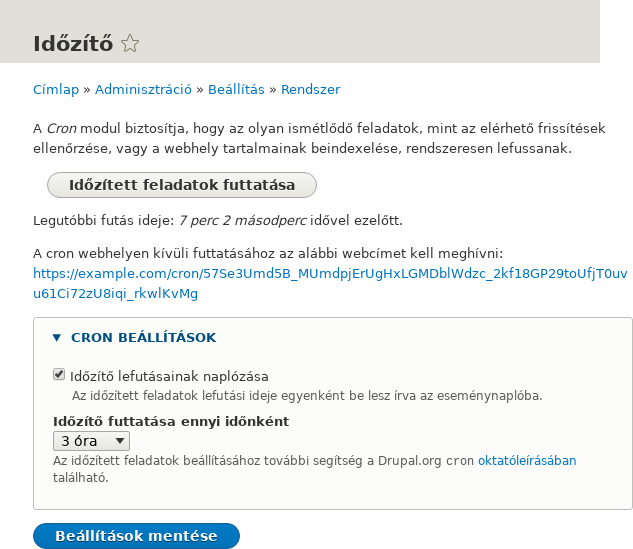 Időzítő
Címlap » Adminisztráció » Beállítás » Rendszer
A Cron modul biztosítja, hogy az olyan ismétlődő feladatok, mint az elérhető frissítések
ellenőrzése, vagy a webhely tartalmainak beindexelése, rendszeresen lefussanak.
Időzített feladatok futtatása
Legutóbbi futás ideje: 7 perc 2 másodperc idővel ezelőtt.
A cron webhelyen kívüli futtatásához az alábbi webcímet kell meghívni:
https://example.com/cron/57Se3Umd5B_MUmdpjErUgHxLGMDblWdzc_2kf18GP29toUfjT0uv
u61Ci72zU8iqi_rkwlKvMg
CRON BEÁLLÍTÁSOK
Időzítő lefutásainak naplózása
Az időzített feladatok lefutási ideje egyenként be lesz írva az eseménynaplóba.
Időzítő futtatása ennyi időnként
3 óra
Az időzített feladatok beállításához további segítség a Drupal.org cron oktatóleírásában
található.
Beállítások mentése